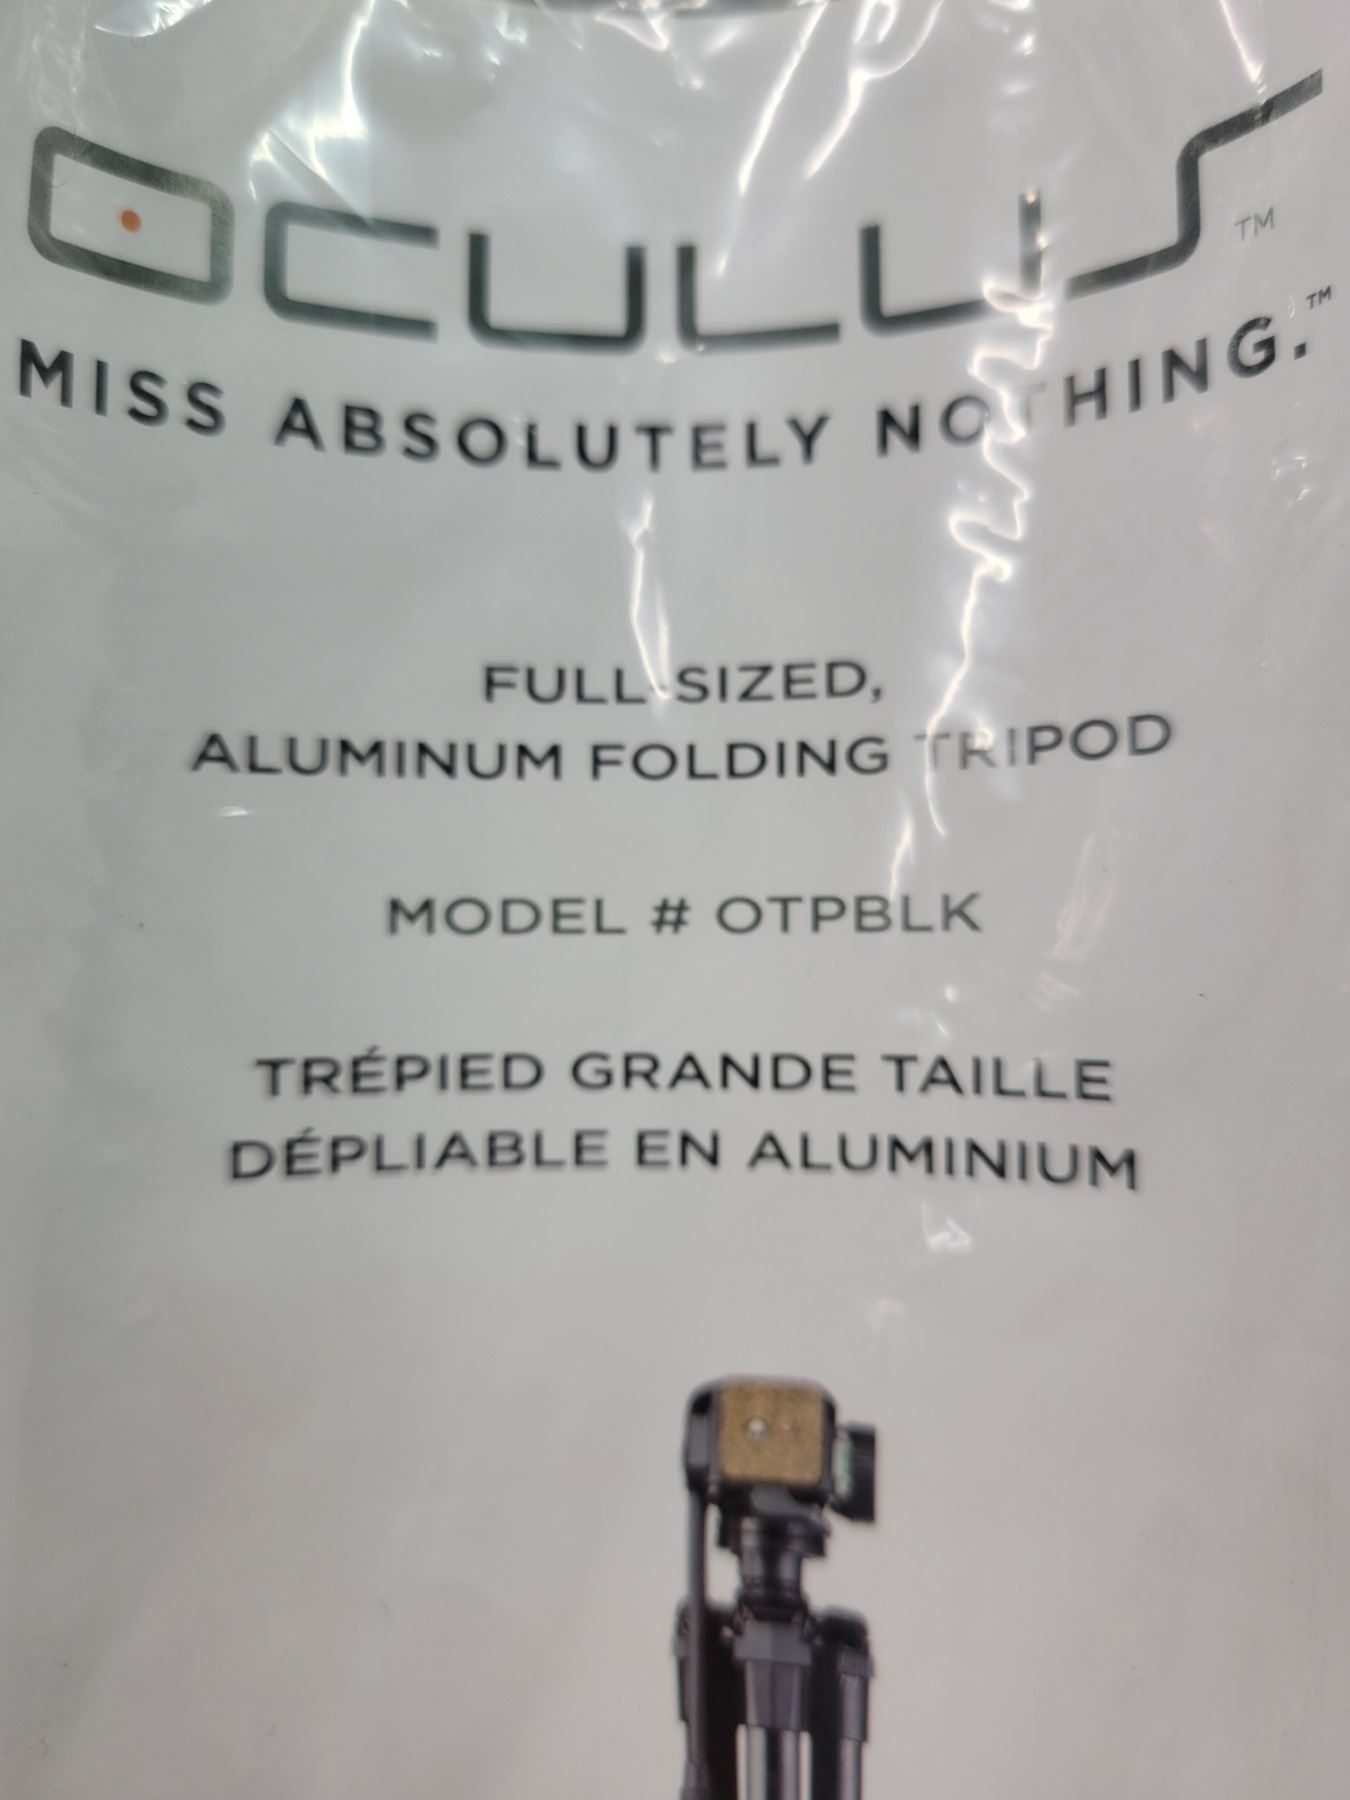 OCULUS™
MISS ABSOLUTELY NOTHING.™
FULL-SIZED,
ALUMINUM FOLDING TRIPOD
MODEL # OTPBLK
TRÉPIED GRANDE TAILLE
DÉPLIABLE EN ALUMINIUM